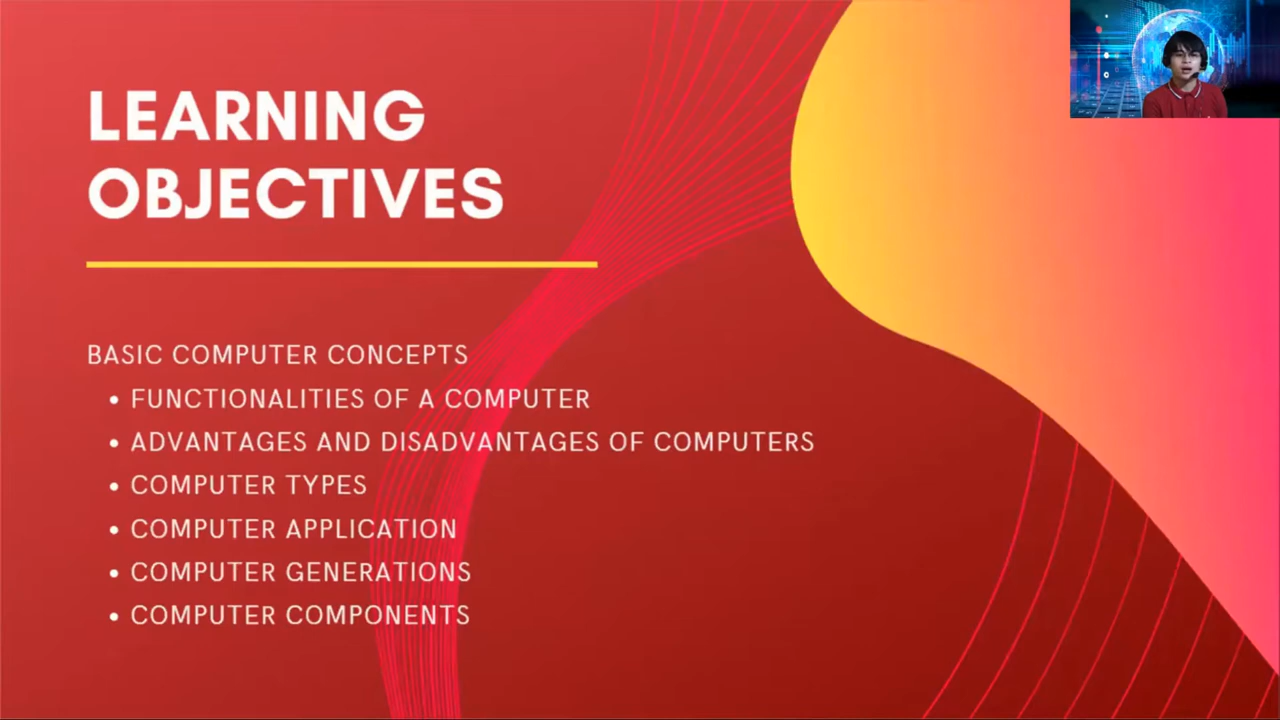 LEARNING
OBJECTIVES
BASIC COMPUTER CONCEPTS
• FUNCTIONALITIES OF A COMPUTER
• ADVANTAGES AND DISADVANTAGES OF COMPUTERS
• COMPUTER TYPES
• COMPUTER APPLICATION
• COMPUTER GENERATIONS
• COMPUTER COMPONENTS